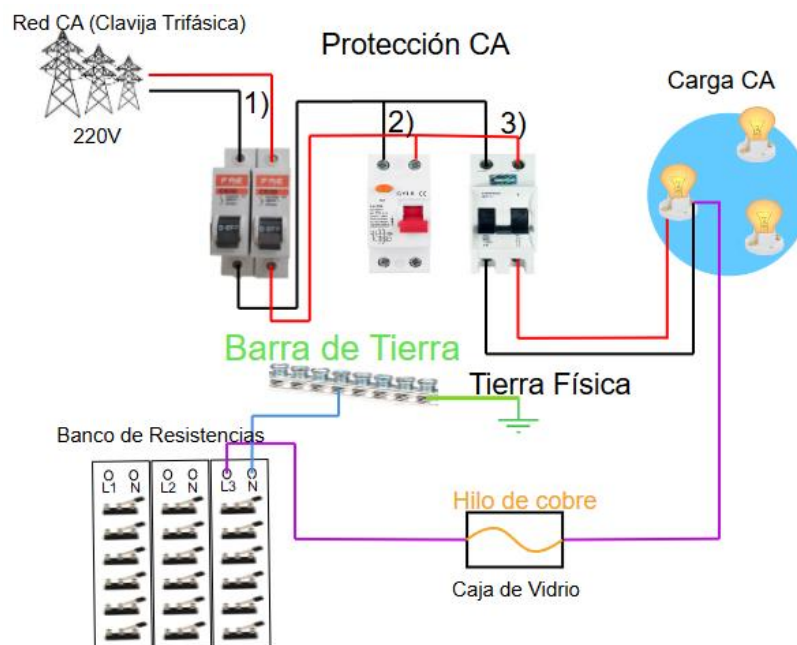 Red CA (Clavija Trifásica)
Protección CA
Carga CA
220V
1)
2)
3)
Barra de Tierra
Tierra Física
Banco de Resistencias
L1 N L2 N L3 N
Hilo de cobre
Caja de Vidrio